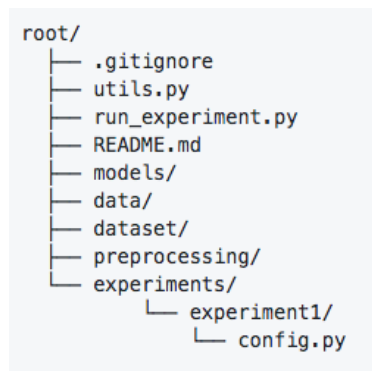 root/
├── .gitignore
├── utils.py
├── run_experiment.py
├── README.md
├── models/
├── data/
├── dataset/
├── preprocessing/
└── experiments/
└── experiment1/
└── config.py